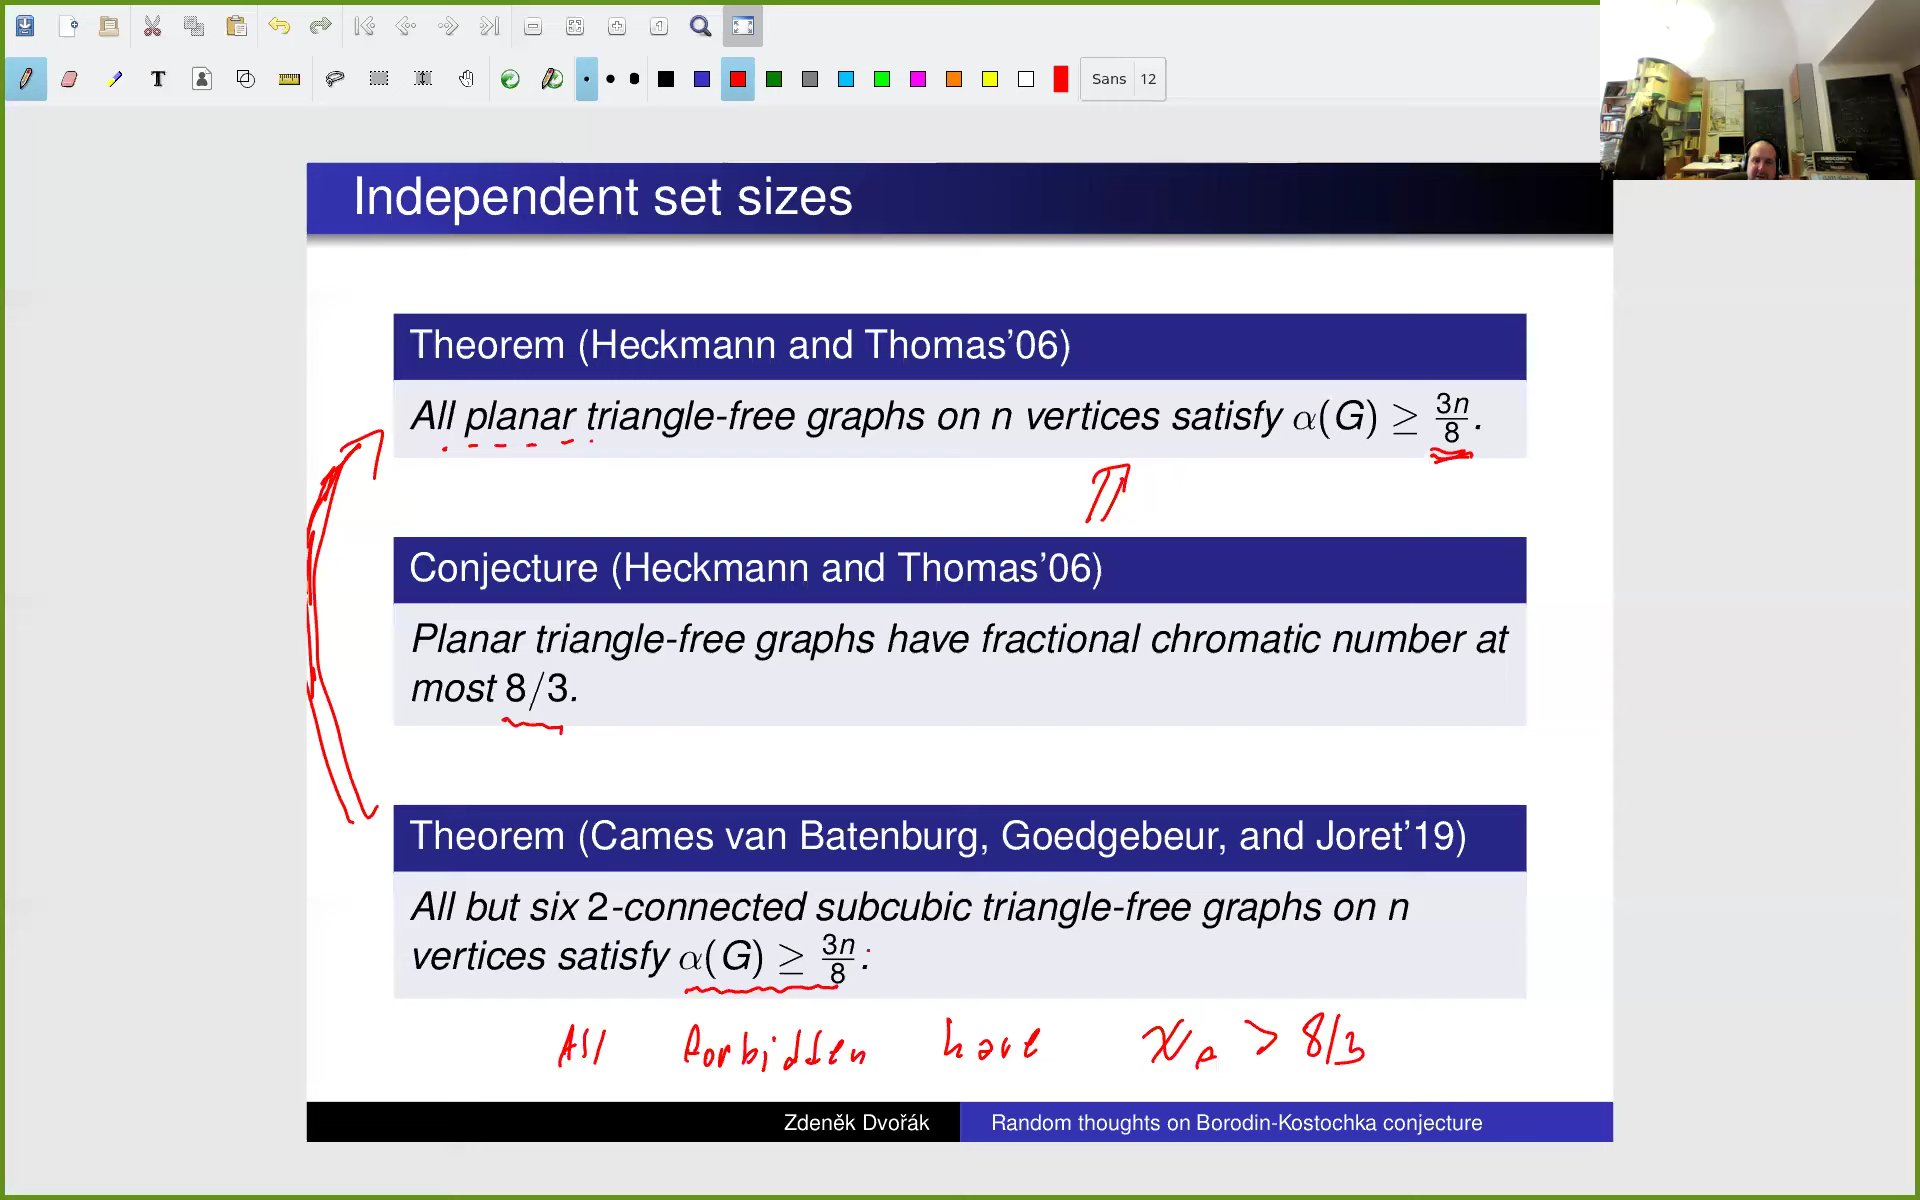 Sans 12
Independent set sizes
Theorem (Heckmann and Thomas'06)
All planar triangle-free graphs on n vertices satisfy α(G) ≥ 3n/8.
Conjecture (Heckmann and Thomas'06)
Planar triangle-free graphs have fractional chromatic number at
most 8/3.
Theorem (Cames van Batenburg, Goedgebeur, and Joret'19)
All but six 2-connected subcubic triangle-free graphs on n
vertices satisfy α(G) ≥ 3n/8.
All forbidden have χf > 8/3
Zdeněk Dvořák Random thoughts on Borodin-Kostochka conjecture